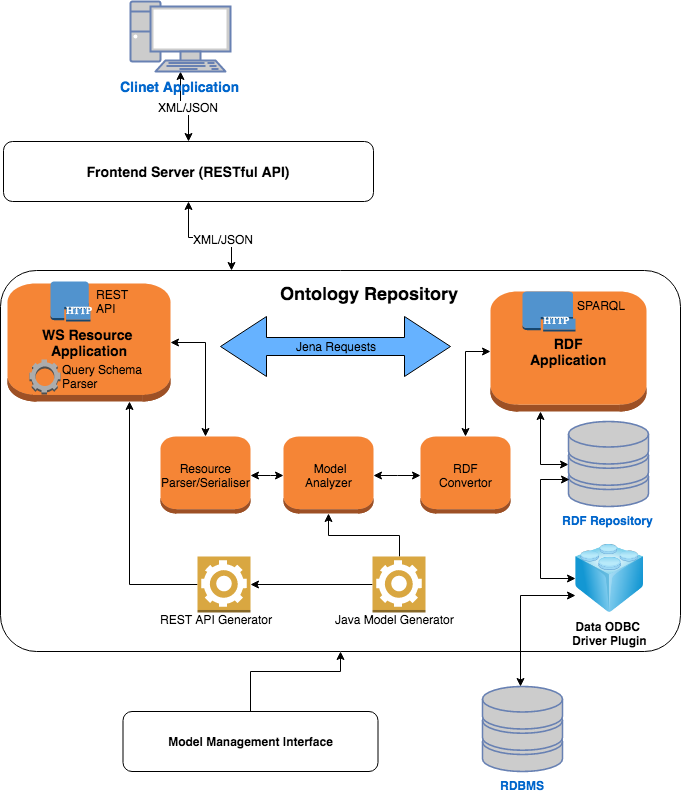 Clinet Application
XML/JSON
Frontend Server (RESTful API)
XML/JSON
Ontology Repository
HTTP
REST
API
WS Resource
Application
Query Schema
Parser
Jena Requests
HTTP
SPARQL
RDF
Application
Resource
Parser/Serialiser
Model
Analyzer
RDF
Convertor
RDF Repository
REST API Generator
Java Model Generator
Data ODBC
Driver Plugin
Model Management Interface
RDBMS